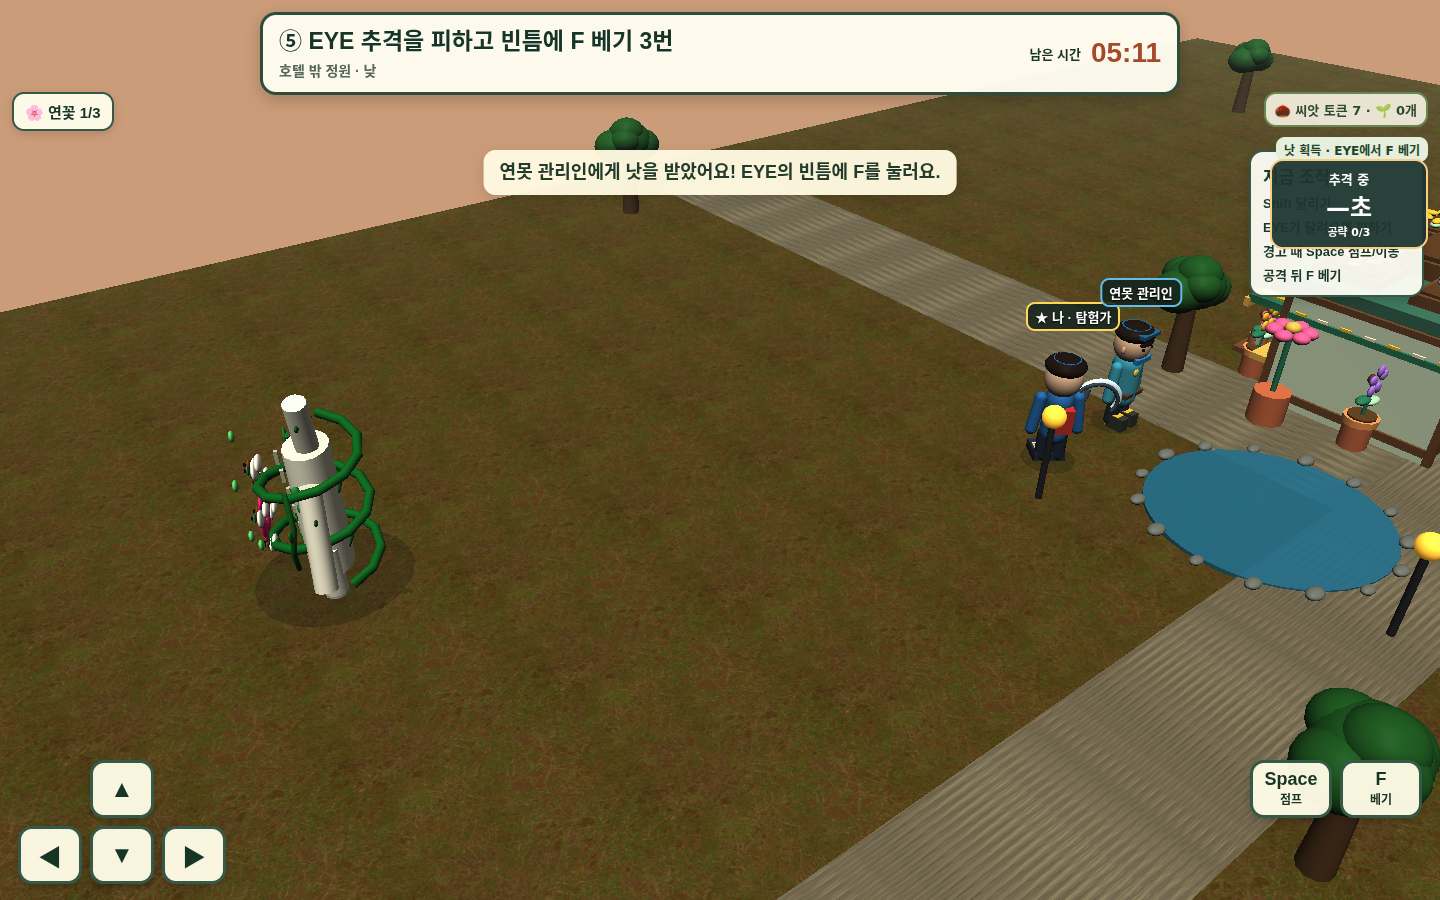 ⑤ EYE 추격을 피하고 빈틈에 F 베기 3번
호텔 밖 정원 · 낮
남은 시간 05:11
🌸 연꽃 1/3
🌰 씨앗 토큰 7 · 🌱 0개
낫 획득 · EYE에서 F 베기
연못 관리인에게 낫을 받았어요! EYE의 빈틈에 F를 눌러요.
추격 중
—초
공략 0/3
경고 때 Space 점프/이동
공격 뒤 F 베기
연못 관리인
★ 나 · 탐험가
▲
◀ ▼ ▶
Space
점프
F
베기